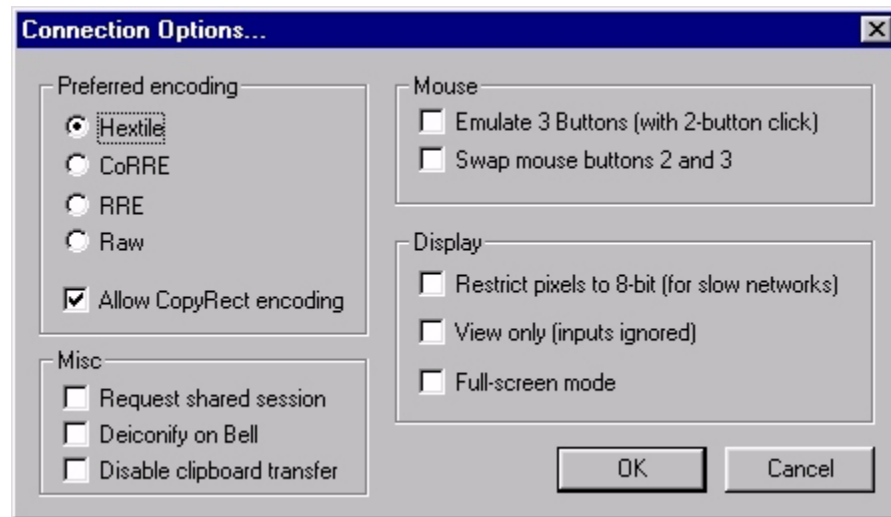 Connection Options...
Preferred encoding
Hextile
CoRRE
RRE
Raw
Allow CopyRect encoding
Misc
Request shared session
Deiconify on Bell
Disable clipboard transfer
Mouse
Emulate 3 Buttons (with 2-button click)
Swap mouse buttons 2 and 3
Display
Restrict pixels to 8-bit (for slow networks)
View only (inputs ignored)
Full-screen mode
OK
Cancel